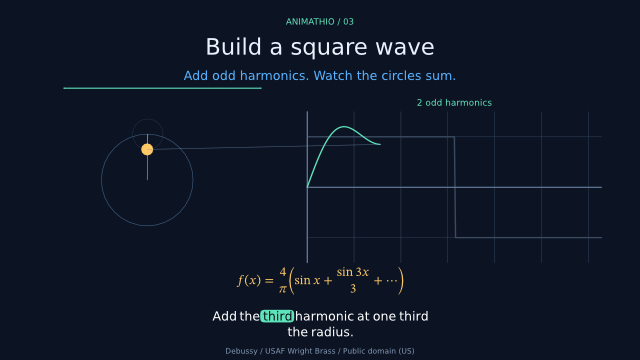 ANIMATHIO / 03
Build a square wave
Add odd harmonics. Watch the circles sum.
2 odd harmonics
f(x) = 4/π (sin x + sin 3x/3 + ⋯)
Add the third harmonic at one third
the radius.
Debussy / USAF Wright Brass / Public domain (US)